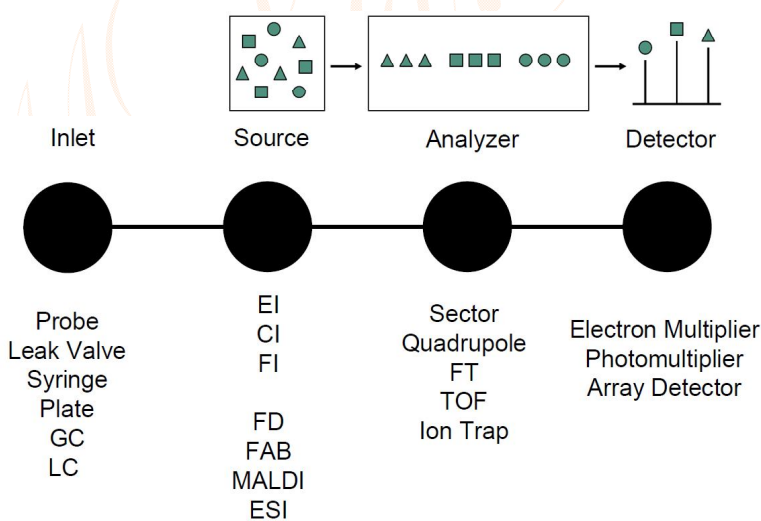 Inlet
Source
Analyzer
Detector
Probe
Leak Valve
Syringe
Plate
GC
LC
EI
CI
FI
FD
FAB
MALDI
ESI
Sector
Quadrupole
FT
TOF
Ion Trap
Electron Multiplier
Photomultiplier
Array Detector